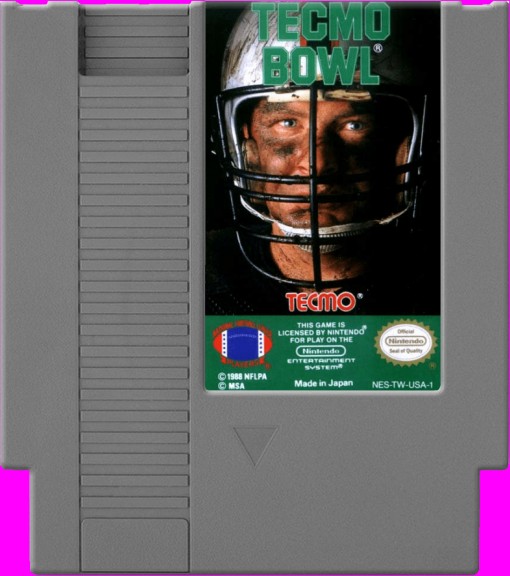 TECMO
BOWL®
TECMO®
THIS GAME IS
LICENSED BY NINTENDO®
FOR PLAY ON THE
Nintendo
ENTERTAINMENT
SYSTEM®
Official
Nintendo
Seal of Quality
®
© 1988 NFLPA
© MSA
Made in Japan
NES-TW-USA-1